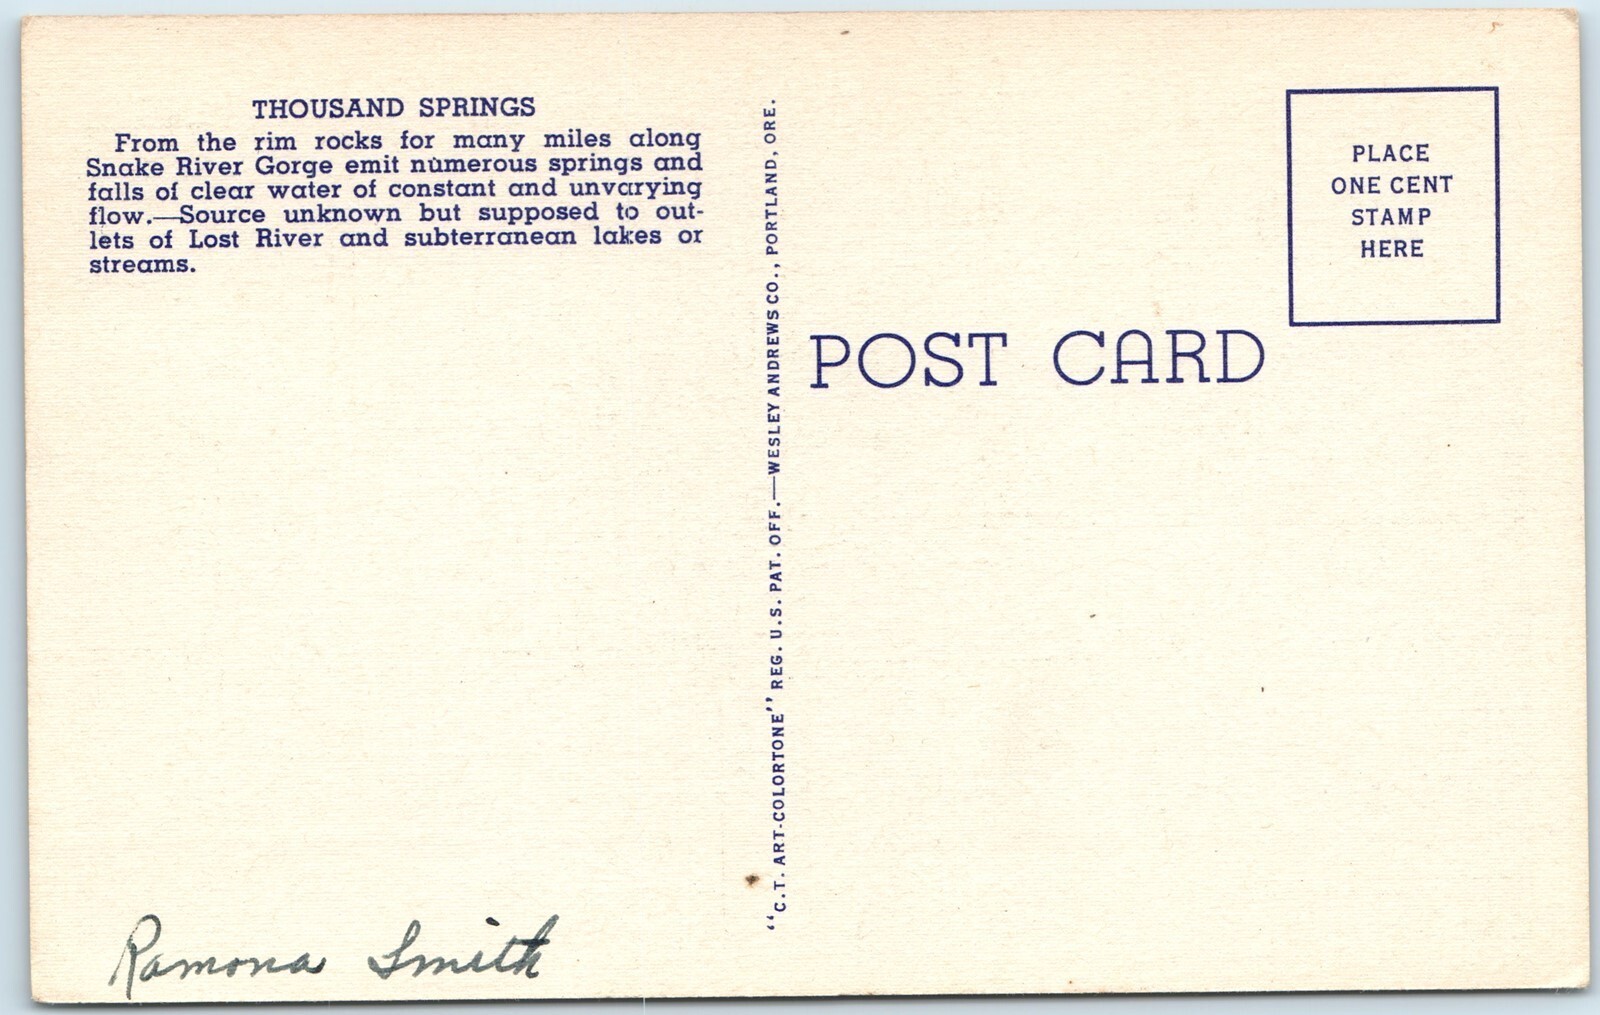 THOUSAND SPRINGS
From the rim rocks for many miles along
Snake River Gorge emit numerous springs and
falls of clear water of constant and unvarying
flow.—Source unknown but supposed to out-
lets of Lost River and subterranean lakes or
streams.
Ramona Smith
"C.T. ART-COLORTONE" REG. U.S. PAT. OFF.—WESLEY ANDREWS CO., PORTLAND, ORE.
POST CARD
PLACE
ONE CENT
STAMP
HERE